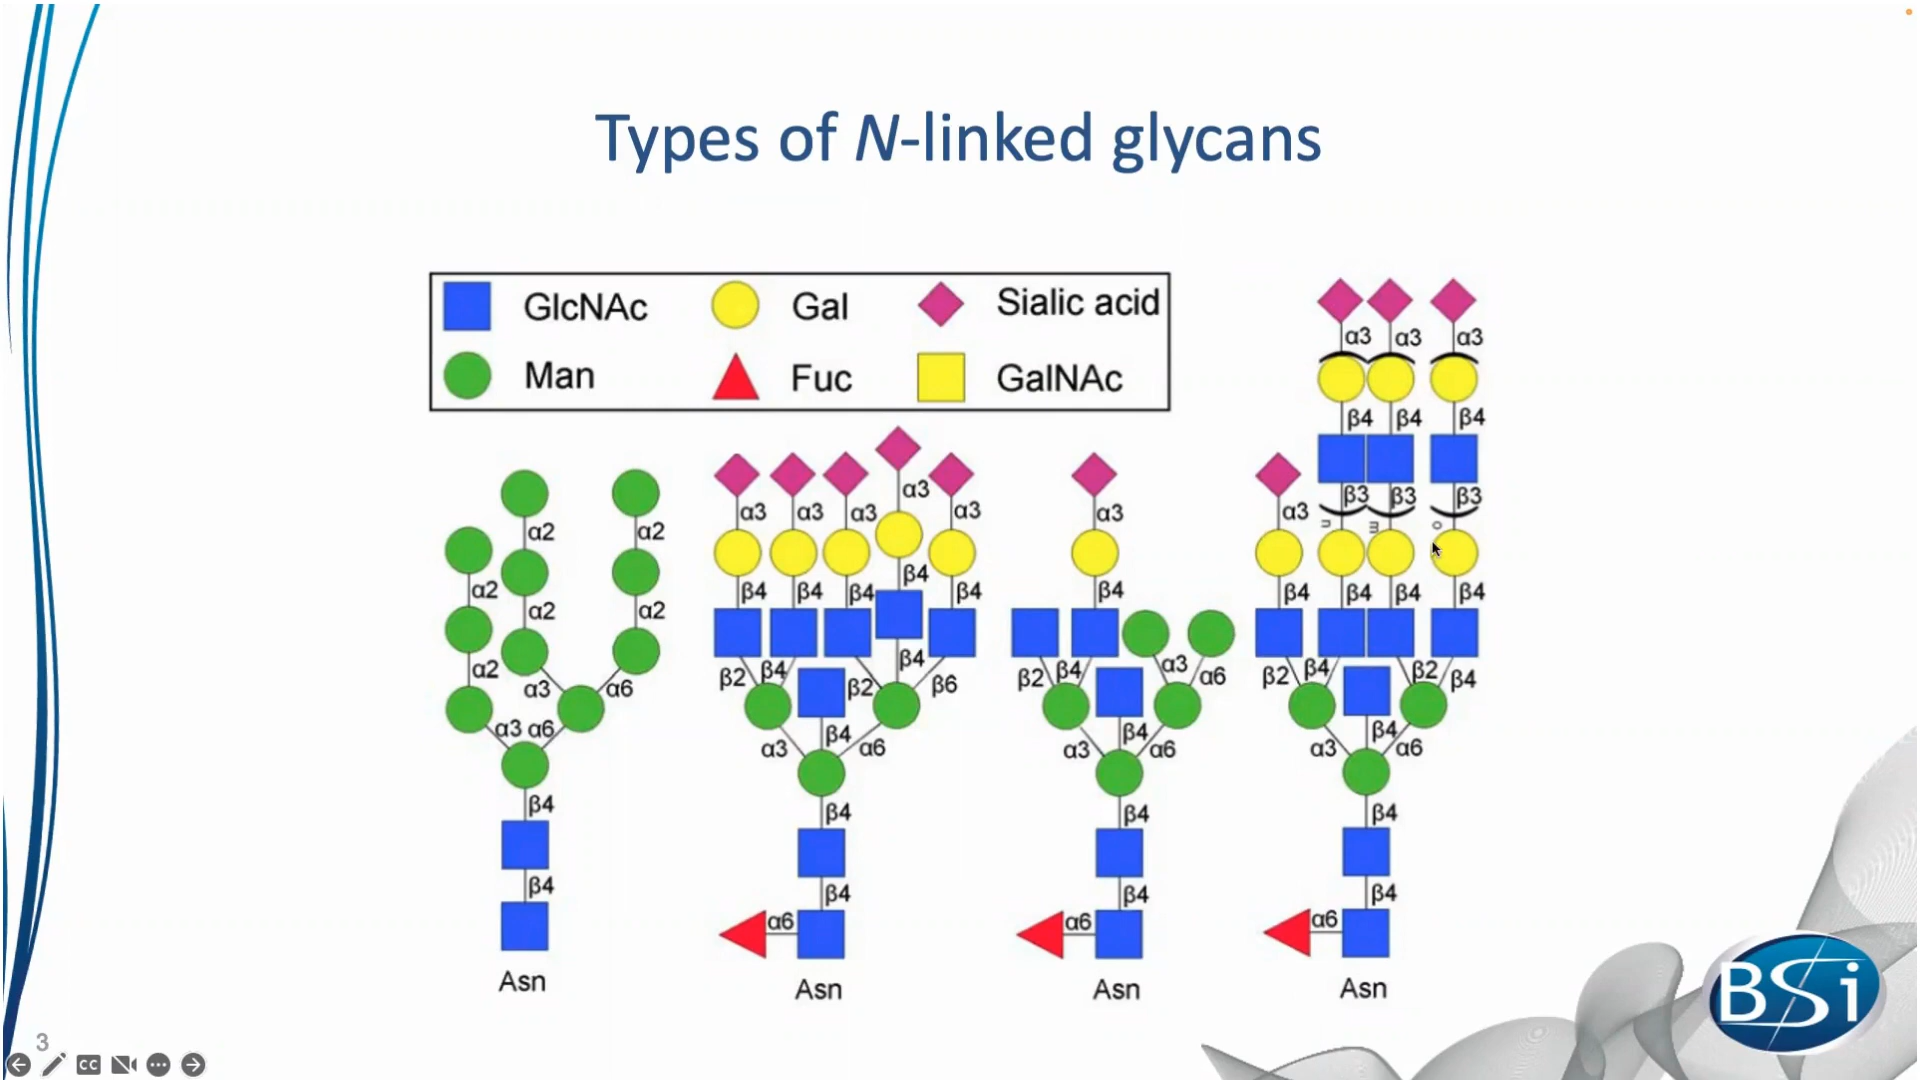 Types of N-linked glycans
GlcNAc Gal Sialic acid
Man Fuc GalNAc
α3 α3 α3
β4 β4 β4
β3 β3 β3
n m o
α2 α2
α2 α2 α2
α2
α3 α6
α3 α6
β4
β4
Asn
α3 α3 α3 α3 α3
β4 β4 β4 β4 β4
β2 β4 β2 β4 β6
α3 β4 α6
β4
β4
α6
Asn
α3
β4
β2 β4 α3 α6
α3 β4 α6
β4
β4
α6
Asn
α3
β4 β4 β4 β4
β2 β4 β2 β4
α3 β4 α6
β4
β4
α6
Asn
BSi
3
CC